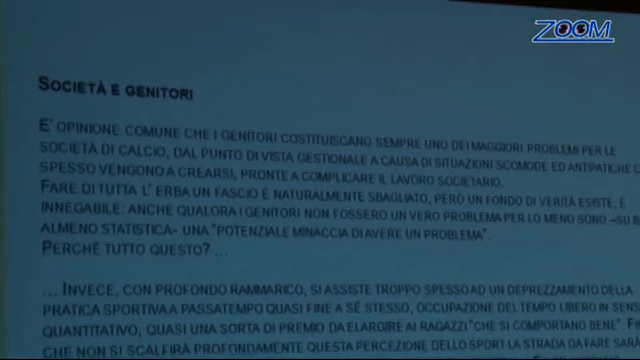 ZOOM
SOCIETÀ E GENITORI
E' OPINIONE COMUNE CHE I GENITORI COSTITUISCANO SEMPRE UNO DEI MAGGIORI PROBLEMI PER LE
SOCIETÀ DI CALCIO, DAL PUNTO DI VISTA GESTIONALE A CAUSA DI SITUAZIONI SCOMODE ED ANTIPATICHE C
SPESSO VENGONO A CREARSI, PRONTE A COMPLICARE IL LAVORO SOCIETARIO.
FARE DI TUTTA L' ERBA UN FASCIO È NATURALMENTE SBAGLIATO, PERÒ UN FONDO DI VERITÀ ESISTE, E
INNEGABILE: ANCHE QUALORA I GENITORI NON FOSSERO UN VERO PROBLEMA PER LO MENO SONO -SU B
ALMENO STATISTICA- UNA "POTENZIALE MINACCIA DI AVERE UN PROBLEMA".
PERCHÉ TUTTO QUESTO? ...
... INVECE, CON PROFONDO RAMMARICO, SI ASSISTE TROPPO SPESSO AD UN DEPREZZAMENTO DELLA
PRATICA SPORTIVA A PASSATEMPO QUASI FINE A SÉ STESSO, OCCUPAZIONE DEL TEMPO LIBERO IN SENS
QUANTITATIVO, QUASI UNA SORTA DI PREMIO DA ELARGIRE AI RAGAZZI "CHE SI COMPORTANO BENE". F
CHE NON SI SCALFIRÀ PROFONDAMENTE QUESTA PERCEZIONE DELLO SPORT LA STRADA DA FARE SARÀ